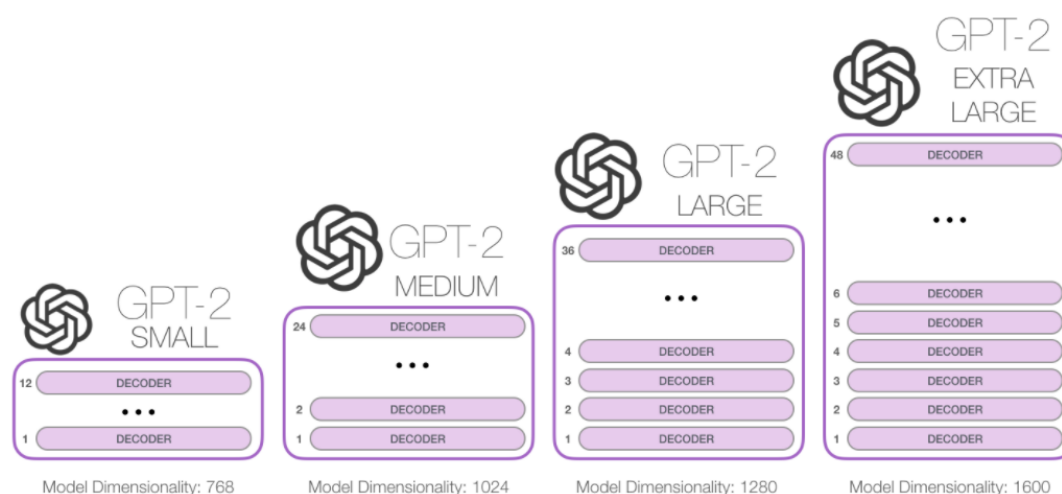 GPT-2
SMALL
12 DECODER
...
1 DECODER
Model Dimensionality: 768
GPT-2
MEDIUM
24 DECODER
...
2 DECODER
1 DECODER
Model Dimensionality: 1024
GPT-2
LARGE
36 DECODER
...
4 DECODER
3 DECODER
2 DECODER
1 DECODER
Model Dimensionality: 1280
GPT-2
EXTRA
LARGE
48 DECODER
...
6 DECODER
5 DECODER
4 DECODER
3 DECODER
2 DECODER
1 DECODER
Model Dimensionality: 1600